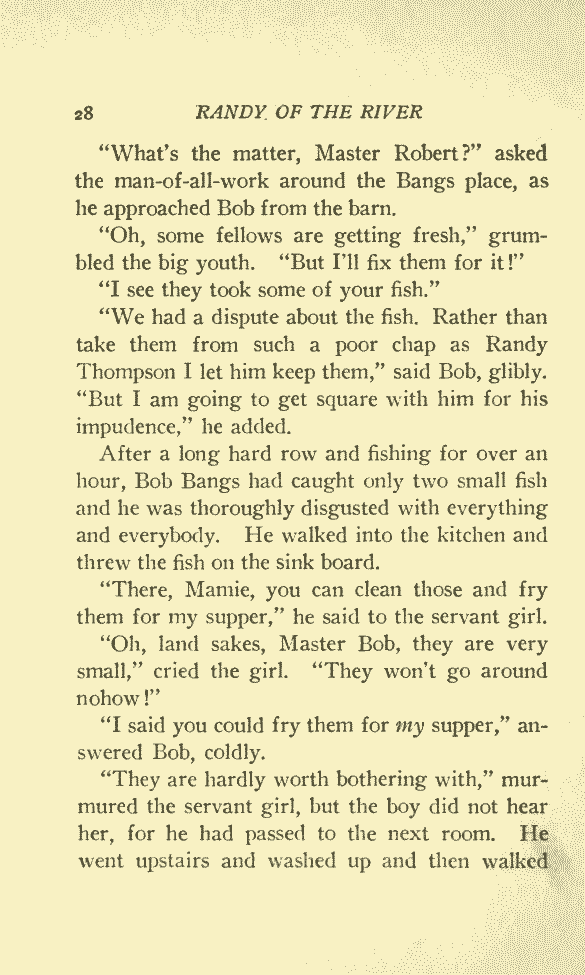 28 RANDY OF THE RIVER
"What's the matter, Master Robert?" asked
the man-of-all-work around the Bangs place, as
he approached Bob from the barn.
"Oh, some fellows are getting fresh," grum-
bled the big youth. "But I'll fix them for it!"
"I see they took some of your fish."
"We had a dispute about the fish. Rather than
take them from such a poor chap as Randy
Thompson I let him keep them," said Bob, glibly.
"But I am going to get square with him for his
impudence," he added.
After a long hard row and fishing for over an
hour, Bob Bangs had caught only two small fish
and he was thoroughly disgusted with everything
and everybody. He walked into the kitchen and
threw the fish on the sink board.
"There, Mamie, you can clean those and fry
them for my supper," he said to the servant girl.
"Oh, land sakes, Master Bob, they are very
small," cried the girl. "They won't go around
nohow!"
"I said you could fry them for my supper," an-
swered Bob, coldly.
"They are hardly worth bothering with," mur-
mured the servant girl, but the boy did not hear
her, for he had passed to the next room. He
went upstairs and washed up and then walked